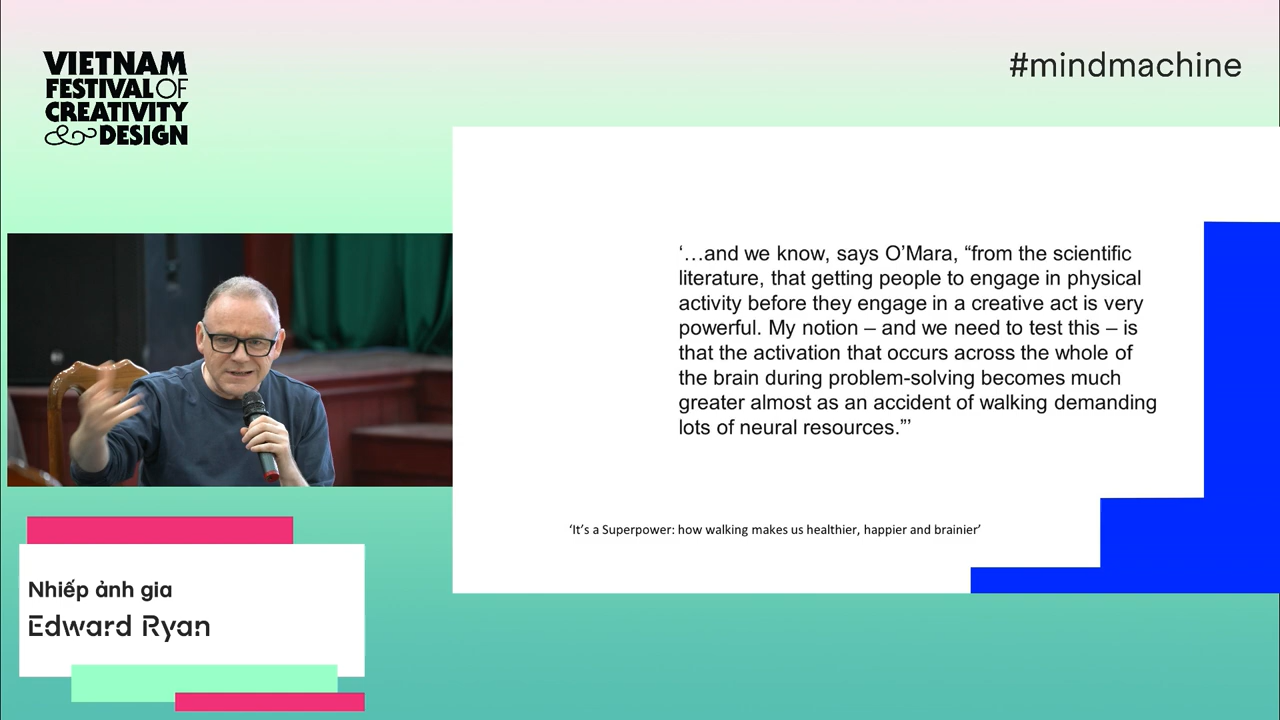 VIETNAM
FESTIVAL OF
CREATIVITY
& DESIGN
#mindmachine
‘…and we know, says O’Mara, “from the scientific
literature, that getting people to engage in physical
activity before they engage in a creative act is very
powerful. My notion – and we need to test this – is
that the activation that occurs across the whole of
the brain during problem-solving becomes much
greater almost as an accident of walking demanding
lots of neural resources.”’
‘It’s a Superpower: how walking makes us healthier, happier and brainier’
Nhiếp ảnh gia
Edward Ryan